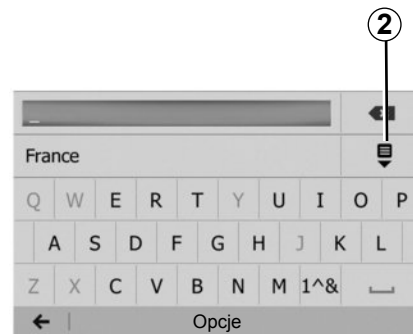 2
_
France
Q W E R T Y U I O P
A S D F G H J K L
Z X C V B N M 1^&
Opcje